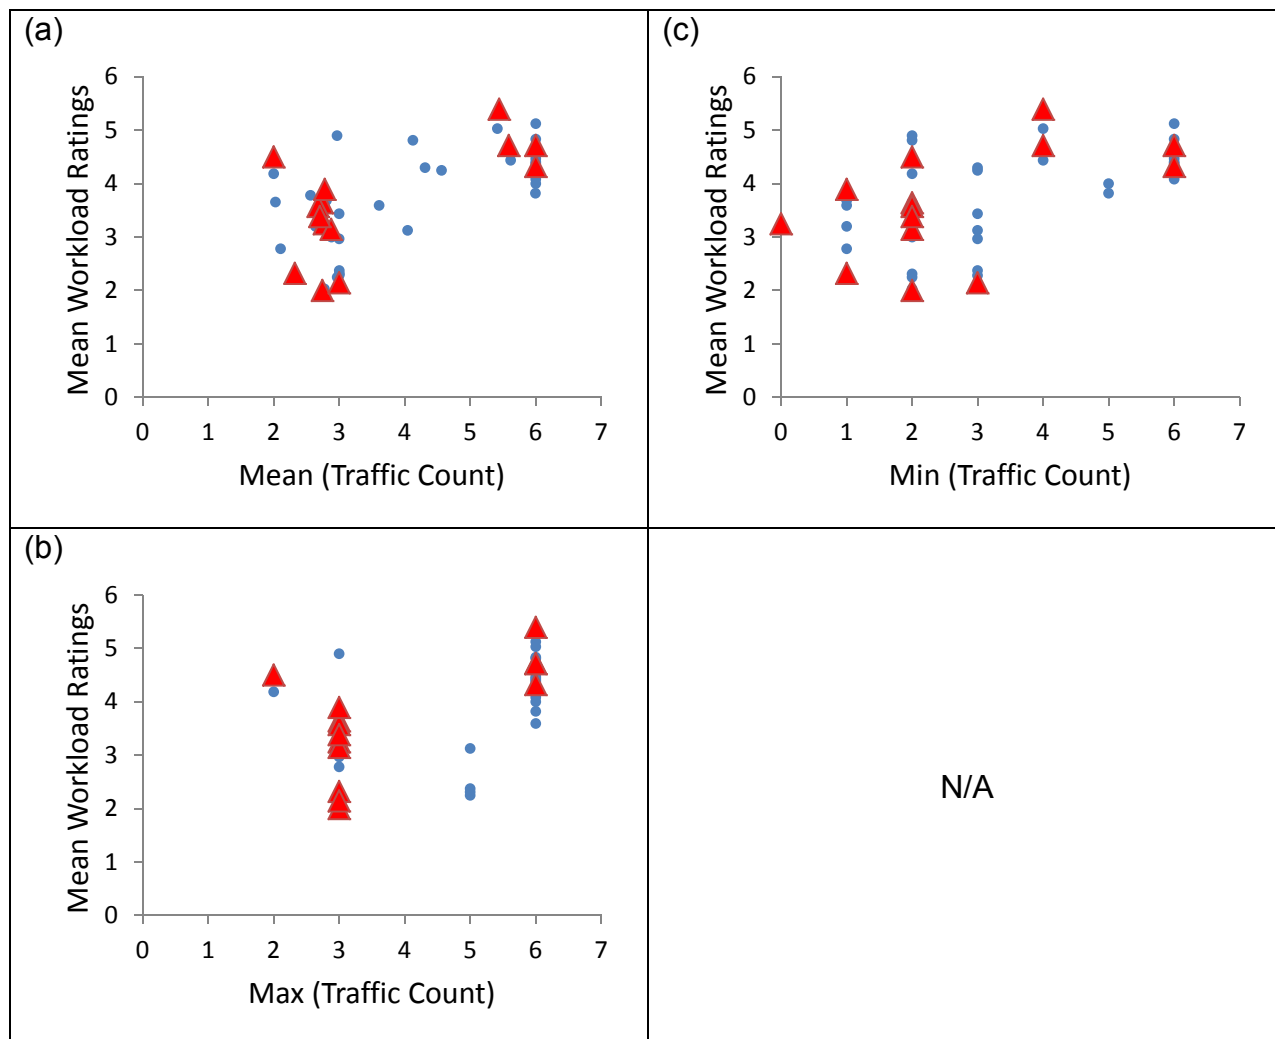 (a)
Mean Workload Ratings
6
5
4
3
2
1
0
0 1 2 3 4 5 6 7
Mean (Traffic Count)
(c)
Mean Workload Ratings
6
5
4
3
2
1
0
0 1 2 3 4 5 6 7
Min (Traffic Count)
(b)
Mean Workload Ratings
6
5
4
3
2
1
0
0 1 2 3 4 5 6 7
Max (Traffic Count)
N/A